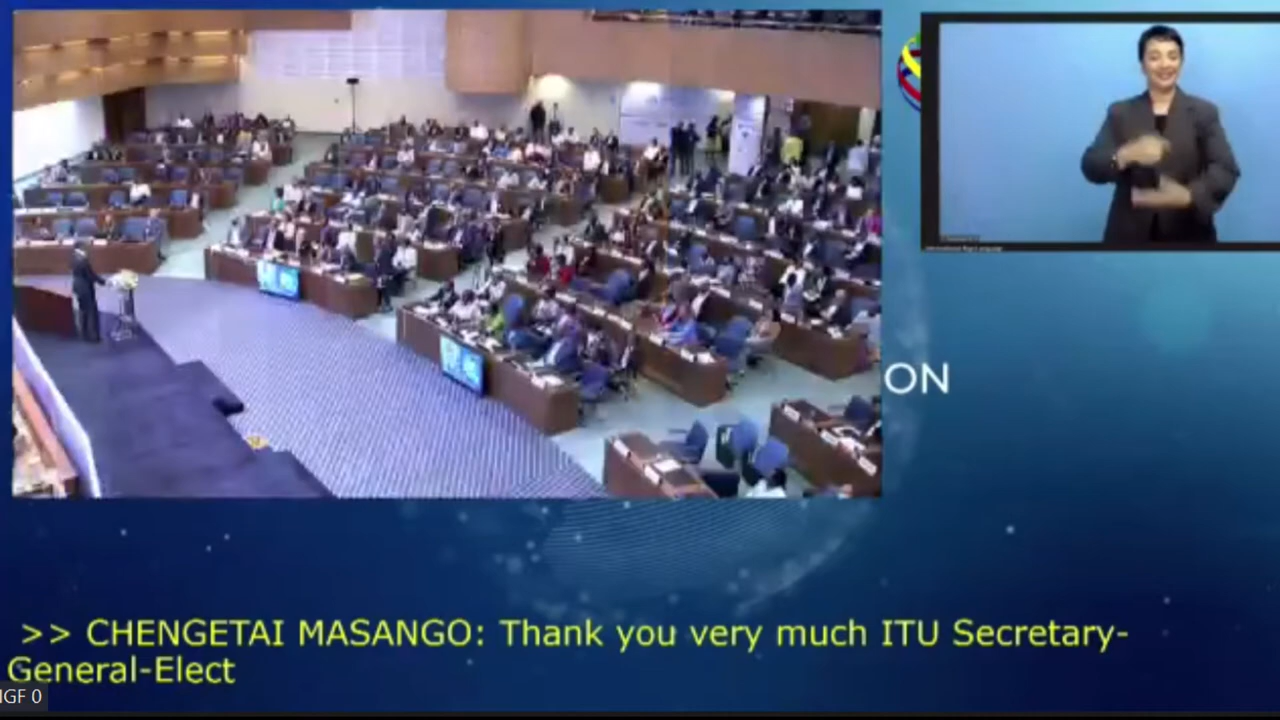 ON
>> CHENGETAI MASANGO: Thank you very much ITU Secretary-
General-Elect
IGF 0